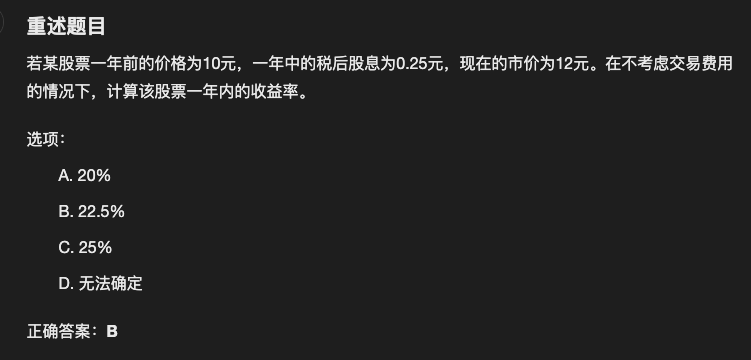 重述题目
若某股票一年前的价格为10元，一年中的税后股息为0.25元，现在的市价为12元。在不考虑交易费用
的情况下，计算该股票一年内的收益率。
选项：
A. 20%
B. 22.5%
C. 25%
D. 无法确定
正确答案：B